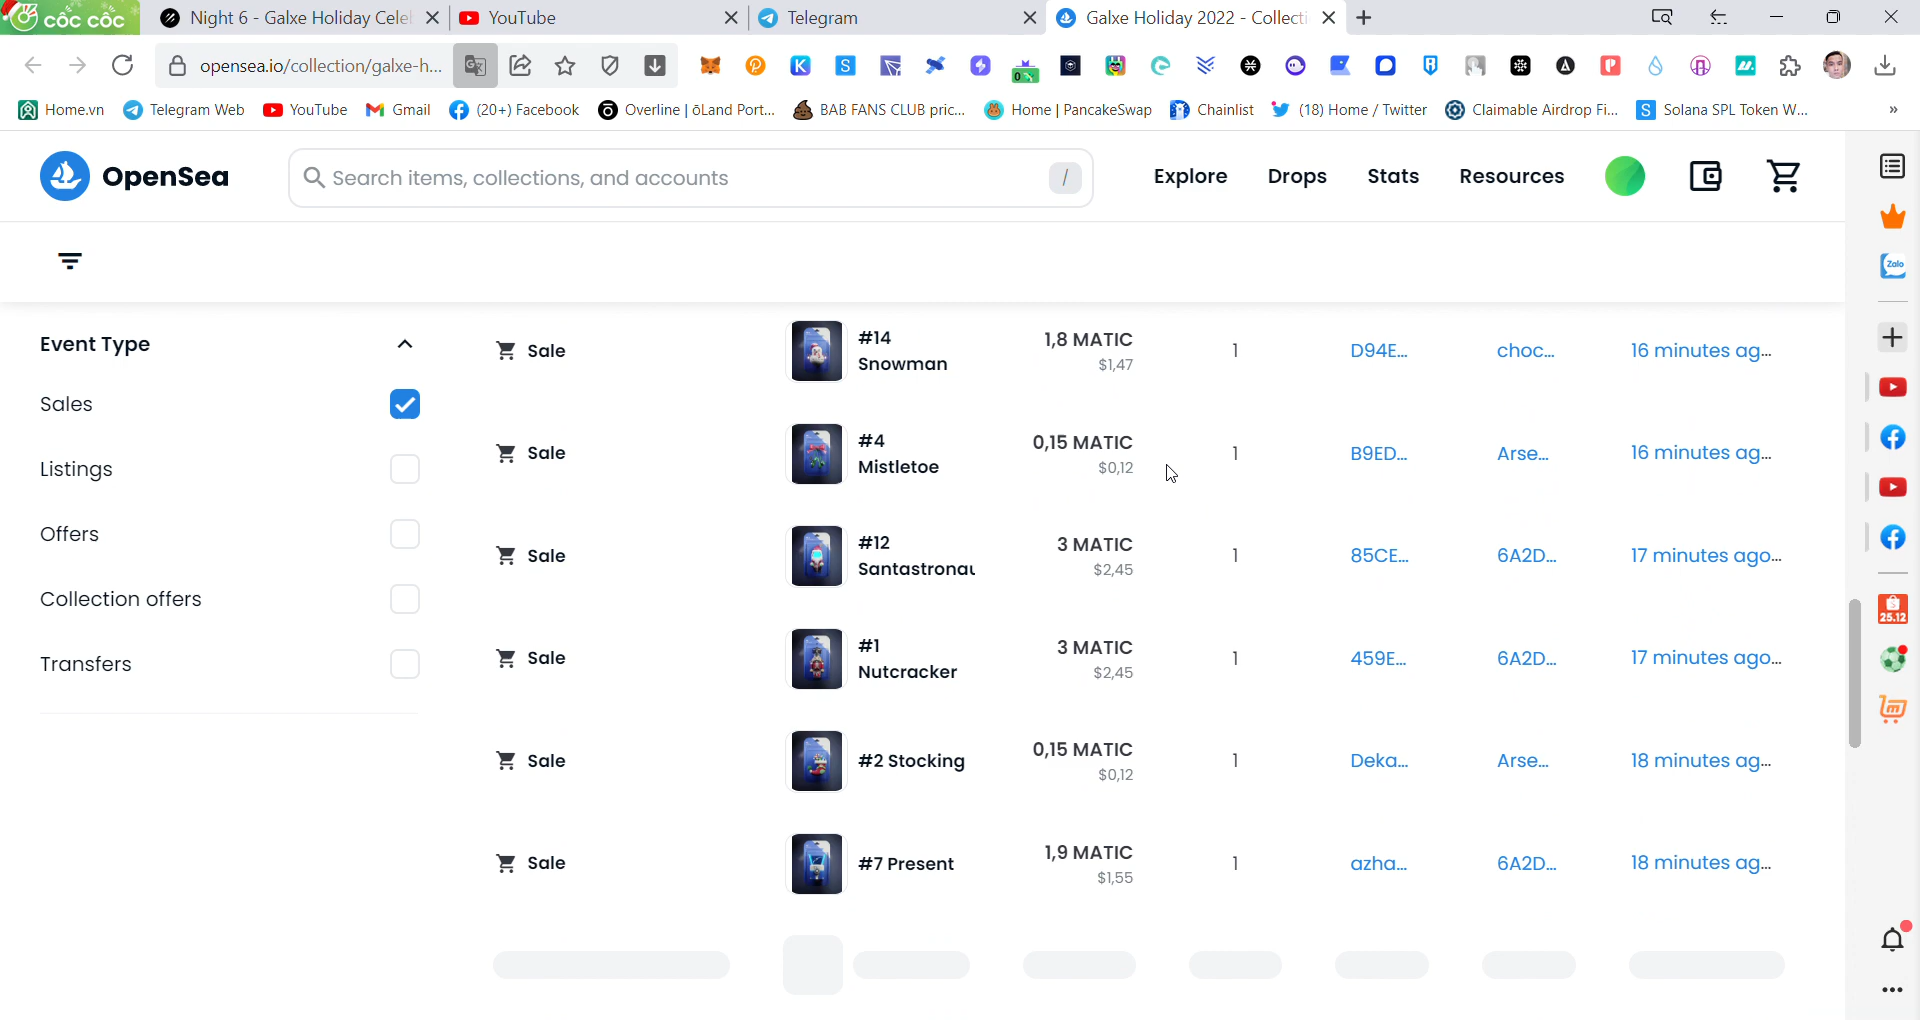 cốc cốc
Night 6 - Galxe Holiday Cele
YouTube
Telegram
Galxe Holiday 2022 - Collecti
opensea.io/collection/galxe-h...
Home.vn
Telegram Web
YouTube
Gmail
(20+) Facebook
Overline | ōLand Port...
BAB FANS CLUB pric...
Home | PancakeSwap
Chainlist
(18) Home / Twitter
Claimable Airdrop Fi...
Solana SPL Token W...
»
OpenSea
Search items, collections, and accounts
/
Explore
Drops
Stats
Resources
Zalo
Event Type
Sales
Listings
Offers
Collection offers
Transfers
Sale
#14
Snowman
1,8 MATIC
$1,47
1
D94E...
choc...
16 minutes ag...
Sale
#4
Mistletoe
0,15 MATIC
$0,12
1
B9ED...
Arse...
16 minutes ag...
Sale
#12
Santastronau
3 MATIC
$2,45
1
85CE...
6A2D...
17 minutes ago...
Sale
#1
Nutcracker
3 MATIC
$2,45
1
459E...
6A2D...
17 minutes ago...
Sale
#2 Stocking
0,15 MATIC
$0,12
1
Deka...
Arse...
18 minutes ag...
Sale
#7 Present
1,9 MATIC
$1,55
1
azha...
6A2D...
18 minutes ag...
25.12